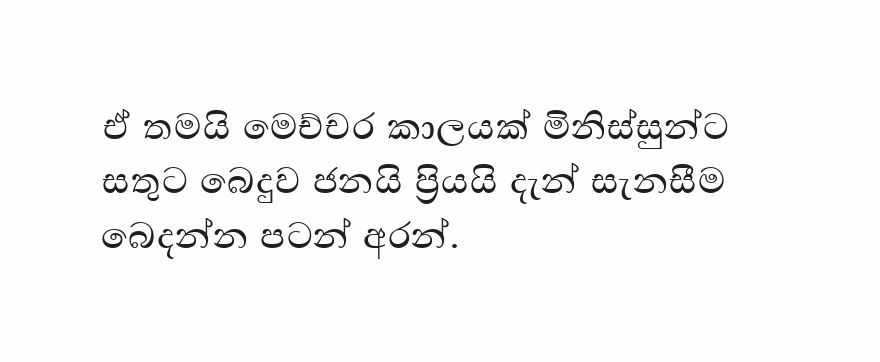 ඒ තමයි මෙච්චර කාලයක් මිනිස්සුන්ට
සතුට බෙදුව ජනයි ප්‍රියයි දැන් සැනසීම
බෙදන්න පටන් අරන්.